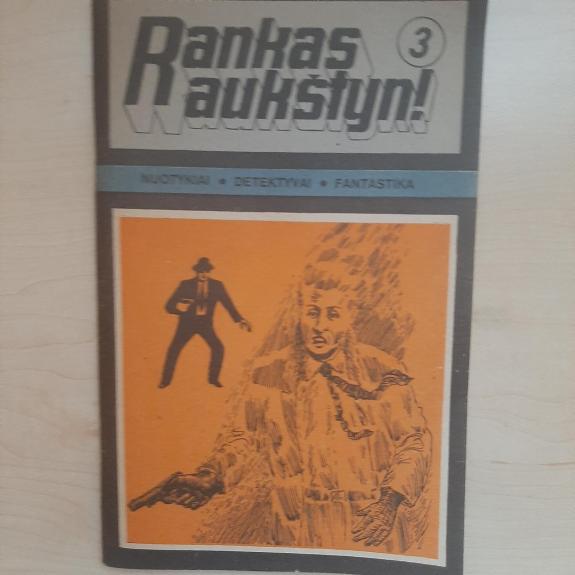 Rankas
aukštyn!
3
NUOTYKIAI • DETEKTYVAI • FANTASTIKA